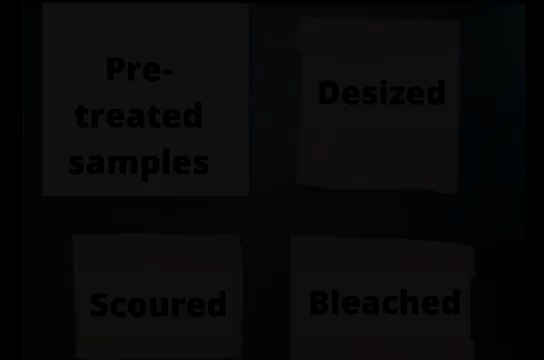 Pre-
treated
samples
Desized
Scoured
Bleached